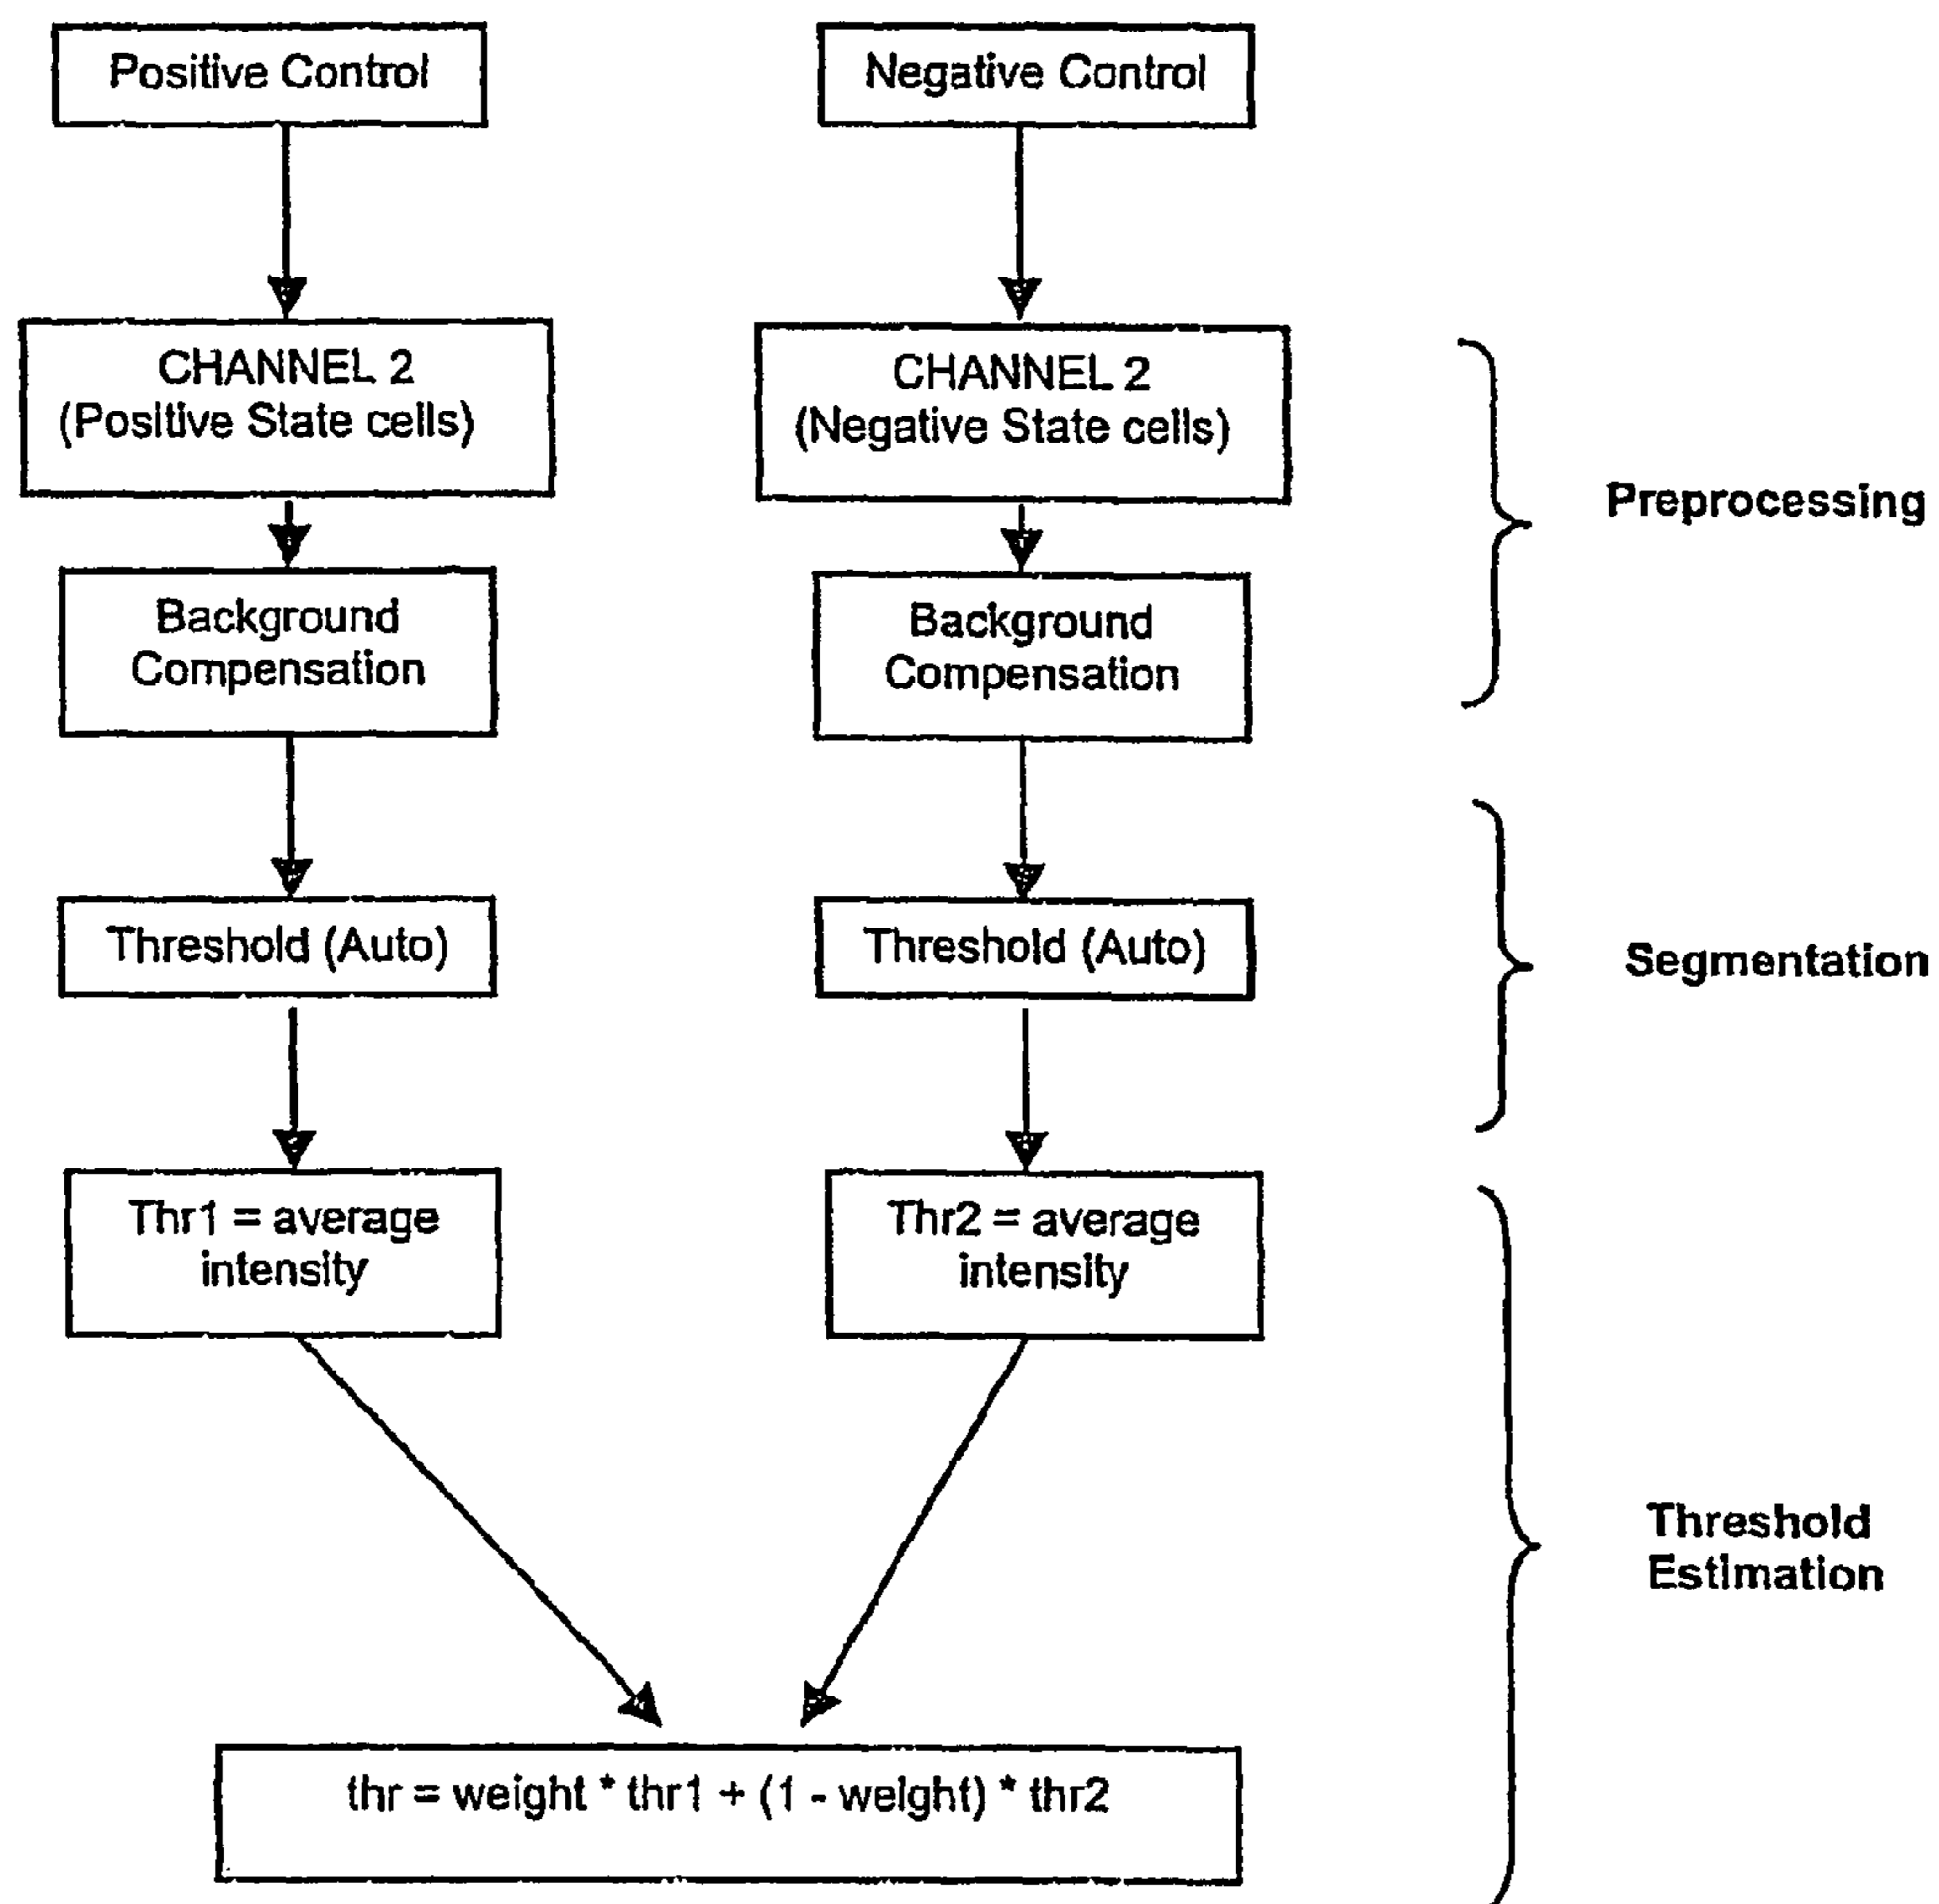 Positive Control
Negative Control
CHANNEL 2
(Positive State cells)
CHANNEL 2
(Negative State cells)
Preprocessing
Background
Compensation
Background
Compensation
Threshold (Auto)
Threshold (Auto)
Segmentation
Thr1 = average
intensity
Thr2 = average
intensity
Threshold
Estimation
thr = weight * thr1 + (1 - weight) * thr2